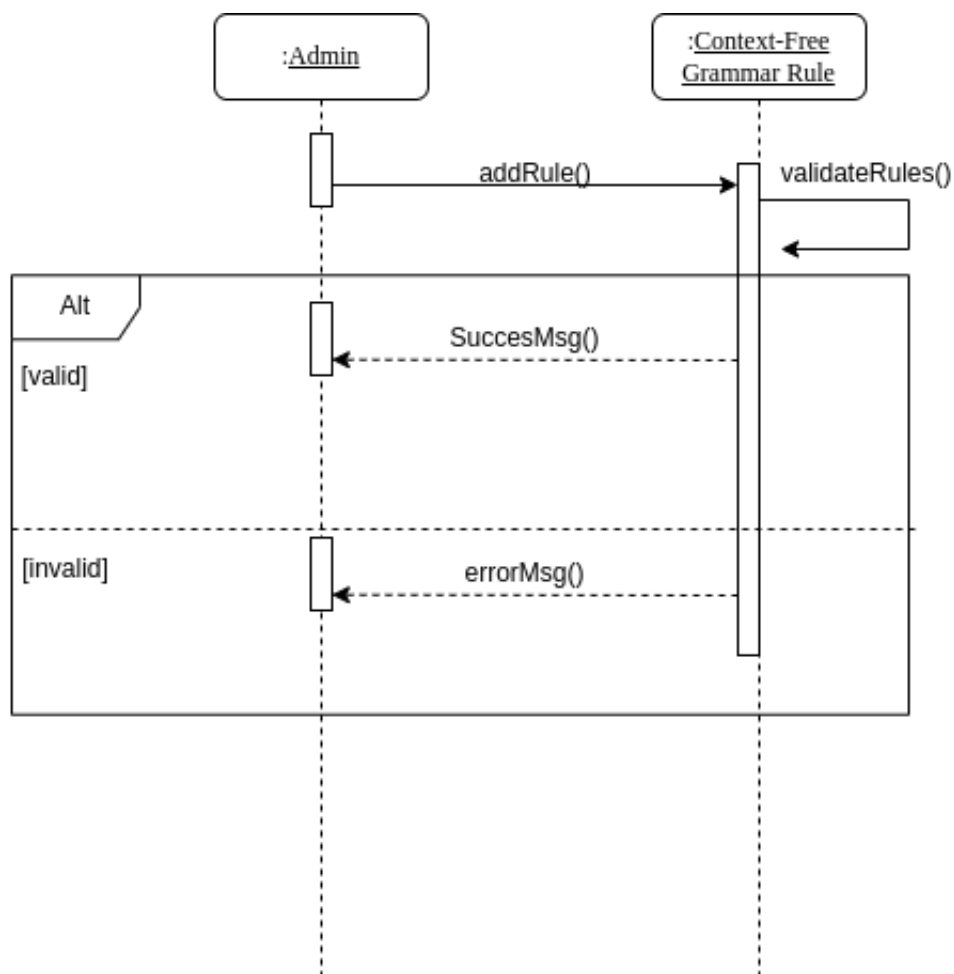 :Admin
:Context-Free
Grammar Rule
addRule()
validateRules()
Alt
SuccesMsg()
[valid]
[invalid]
errorMsg()